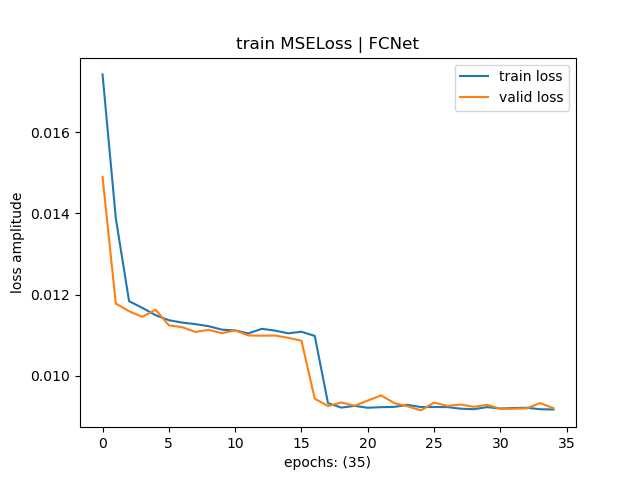 train MSELoss | FCNet
train loss
valid loss
loss amplitude
0.016
0.014
0.012
0.010
0
5
10
15
20
25
30
35
epochs: (35)